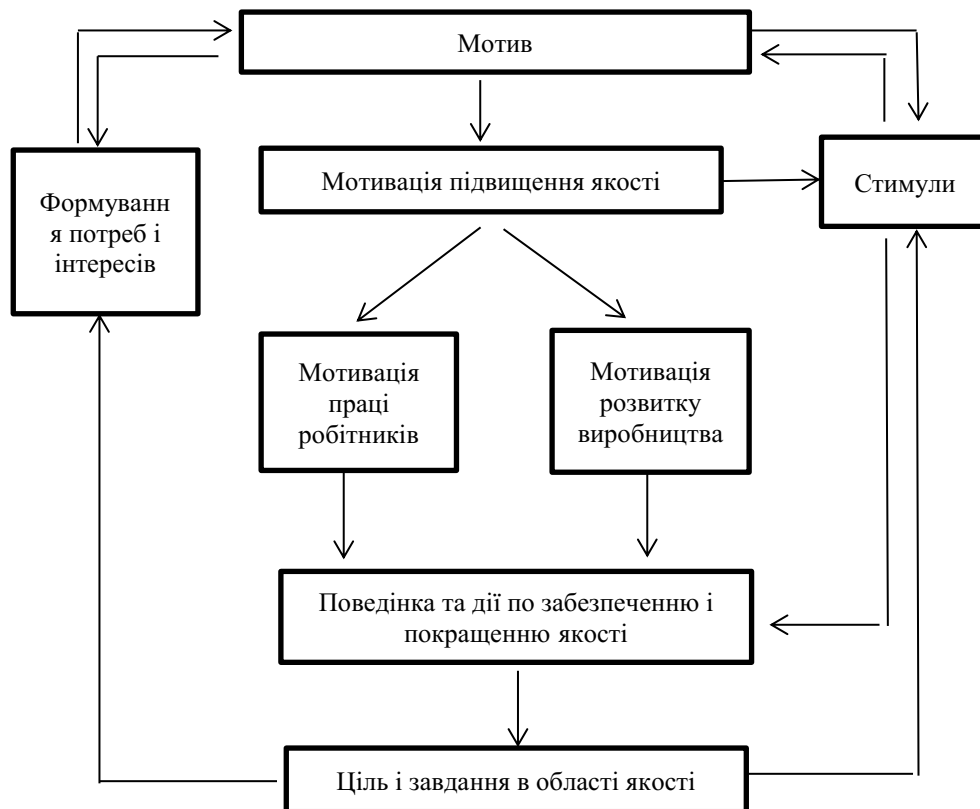 Мотив
Мотивація підвищення якості
Стимули
Формуванн
я потреб і
інтересів
Мотивація
праці
робітників
Мотивація
розвитку
виробництва
Поведінка та дії по забезпеченню і
покращенню якості
Ціль і завдання в області якості